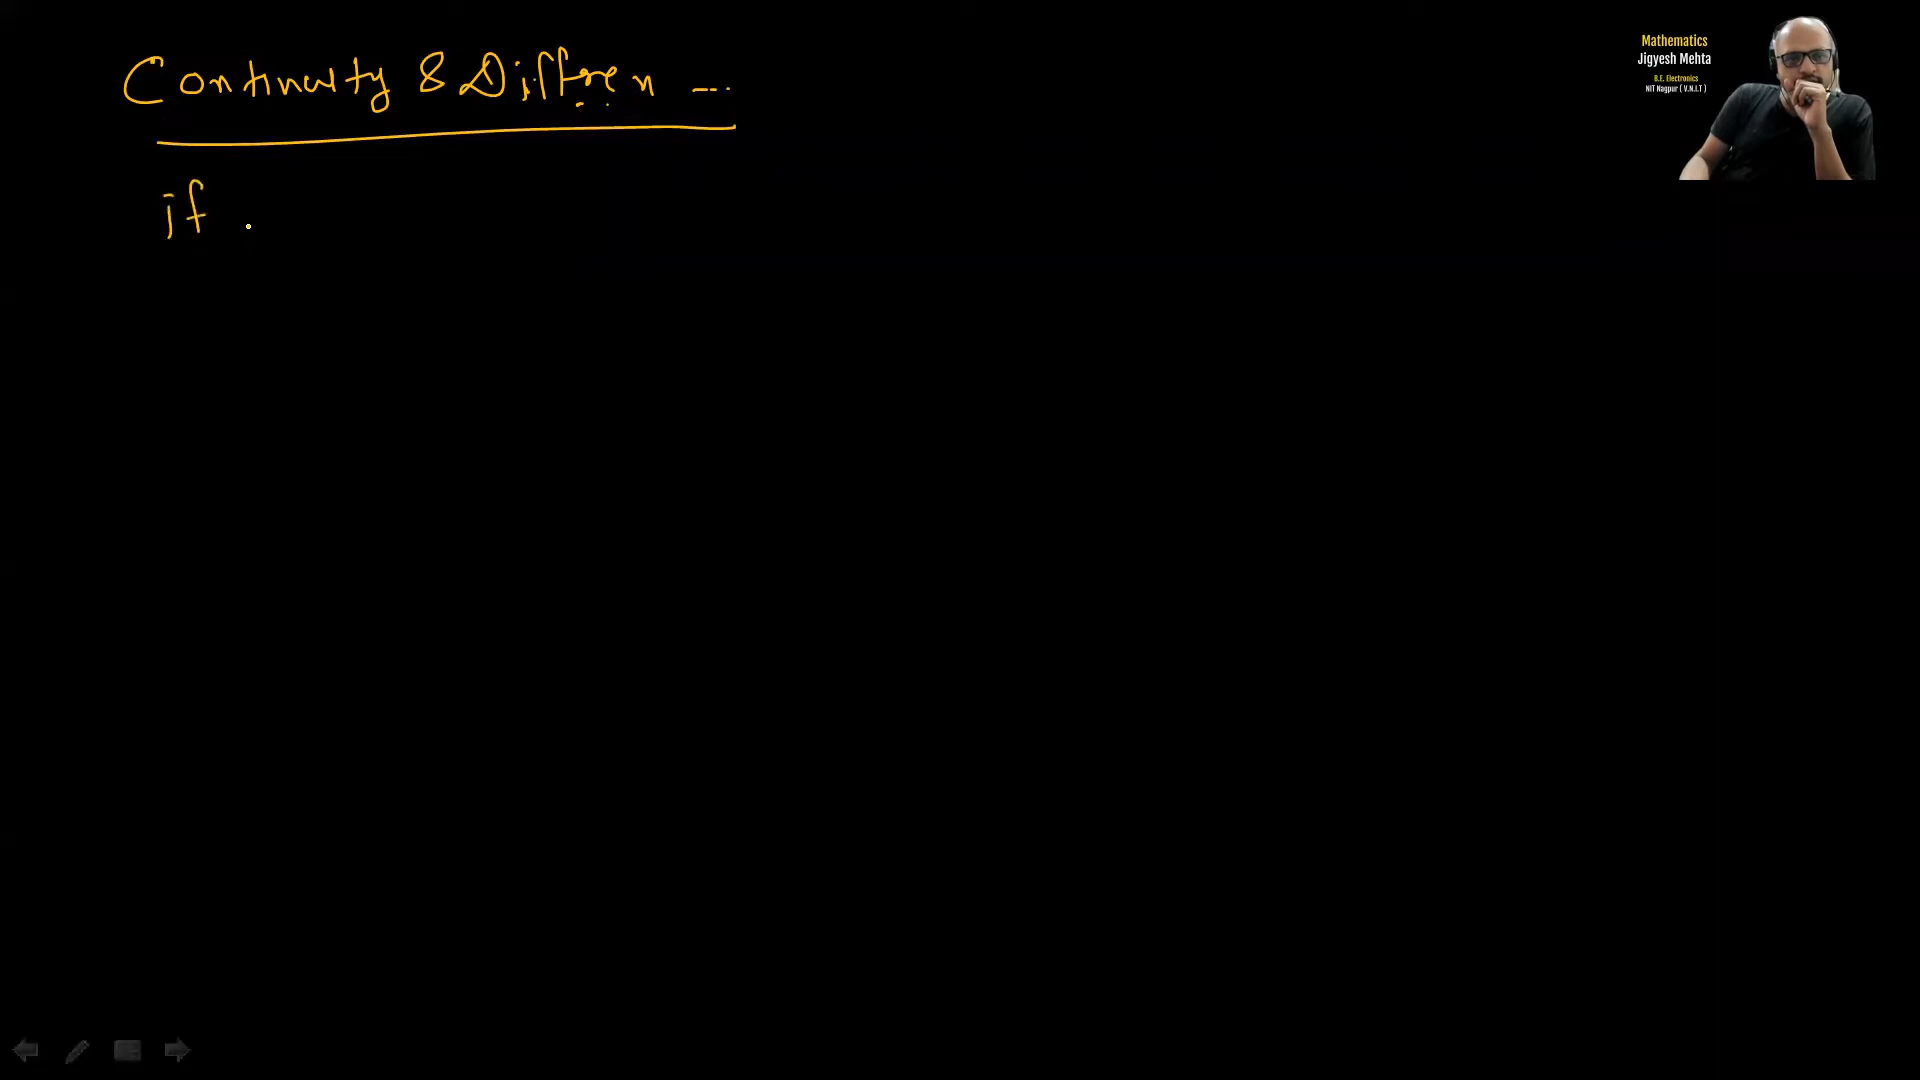 Continuity & Differen ...
Mathematics
Jigyesh Mehta
B.E. Electronics
NIT Nagpur ( V.N.I.T )
if .